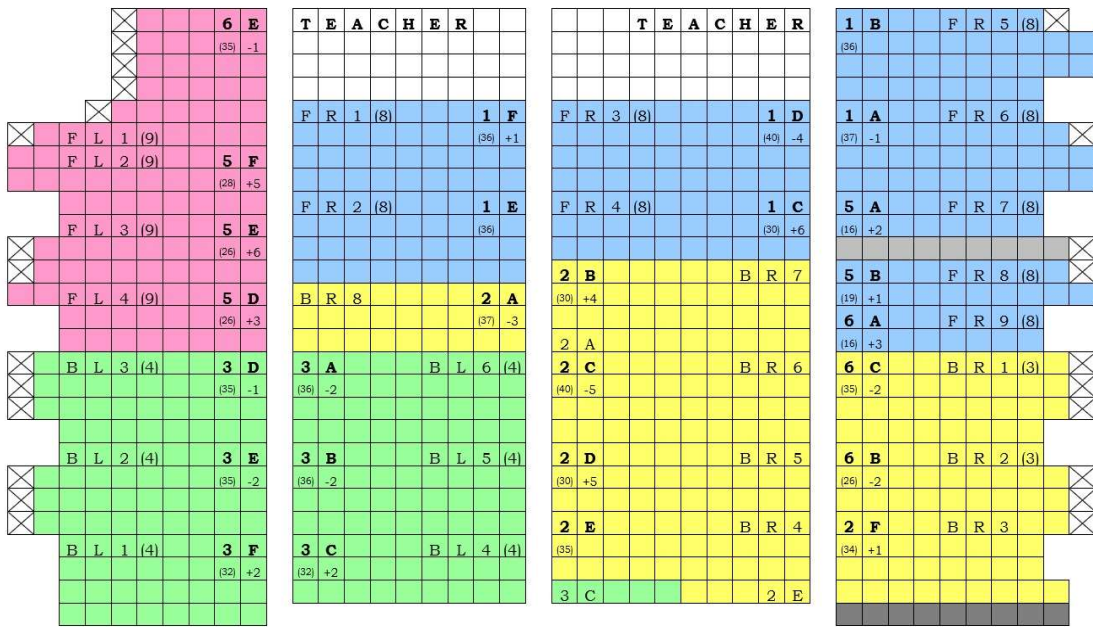 6 E
(35) -1
F L 1 (9)
F L 2 (9) 5 F
(28) +5
F L 3 (9) 5 E
(26) +6
F L 4 (9) 5 D
(26) +3
B L 3 (4) 3 D
(35) -1
B L 2 (4) 3 E
(35) -2
B L 1 (4) 3 F
(32) +2
T E A C H E R
F R 1 (8) 1 F
(36) +1
F R 2 (8) 1 E
(36)
B R 8 2 A
(37) -3
3 A B L 6 (4)
(36) -2
3 B B L 5 (4)
(36) -2
3 C B L 4 (4)
(32) +2
T E A C H E R
F R 3 (8) 1 D
(40) -4
F R 4 (8) 1 C
(30) +6
2 B B R 7
(30) +4
2 A
2 C B R 6
(40) -5
2 D B R 5
(30) +5
2 E B R 4
(35)
3 C 2 E
1 B F R 5 (8)
(36)
1 A F R 6 (8)
(37) -1
5 A F R 7 (8)
(16) +2
5 B F R 8 (8)
(19) +1
6 A F R 9 (8)
(16) +3
6 C B R 1 (3)
(35) -2
6 B B R 2 (3)
(26) -2
2 F B R 3
(34) +1